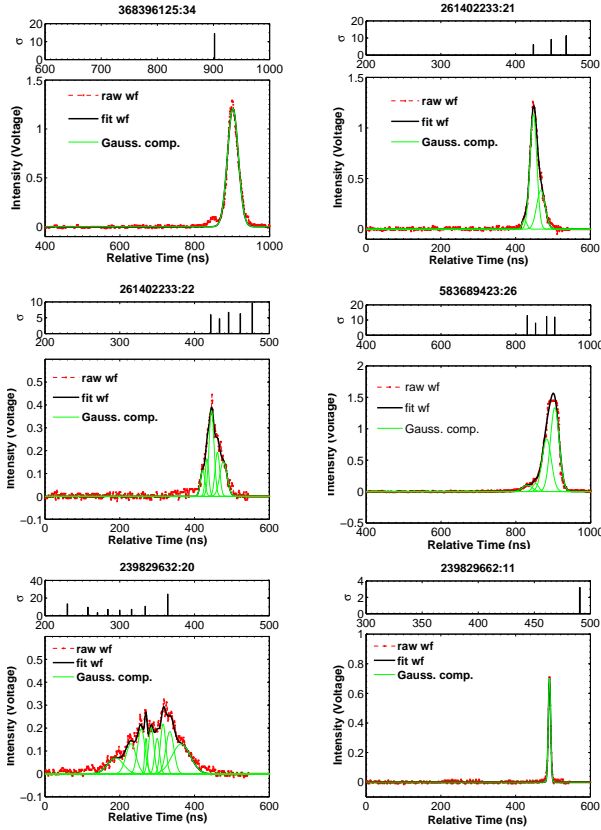 368396125:34
σ
20
10
0
600 700 800 900 1000
Intensity (Voltage)
1.5
1
0.5
0
raw wf
fit wf
Gauss. comp.
400 600 800 1000
Relative Time (ns)
261402233:21
σ
20
10
0
200 300 400 500
Intensity (Voltage)
1.5
1
0.5
0
raw wf
fit wf
Gauss. comp.
0 200 400 600
Relative Time (ns)
261402233:22
σ
10
5
0
200 300 400 500
Intensity (Voltage)
0.5
0.4
0.3
0.2
0.1
0
−0.1
raw wf
fit wf
Gauss. comp.
0 200 400 600
Relative Time (ns)
583689423:26
σ
20
10
0
400 600 800 1000
Intensity (Voltage)
2
1.5
1
0.5
0
−0.5
raw wf
fit wf
Gauss. comp.
400 600 800 1000
Relative Time (ns)
239829632:20
σ
40
20
0
200 300 400 500
Intensity (Voltage)
0.5
0.4
0.3
0.2
0.1
0
−0.1
raw wf
fit wf
Gauss. comp.
0 200 400 600
Relative Time (ns)
239829662:11
σ
4
2
0
300 350 400 450 500
Intensity (Voltage)
1
0.8
0.6
0.4
0.2
0
−0.1
raw wf
fit wf
Gauss. comp.
0 200 400 600
Relative Time (ns)